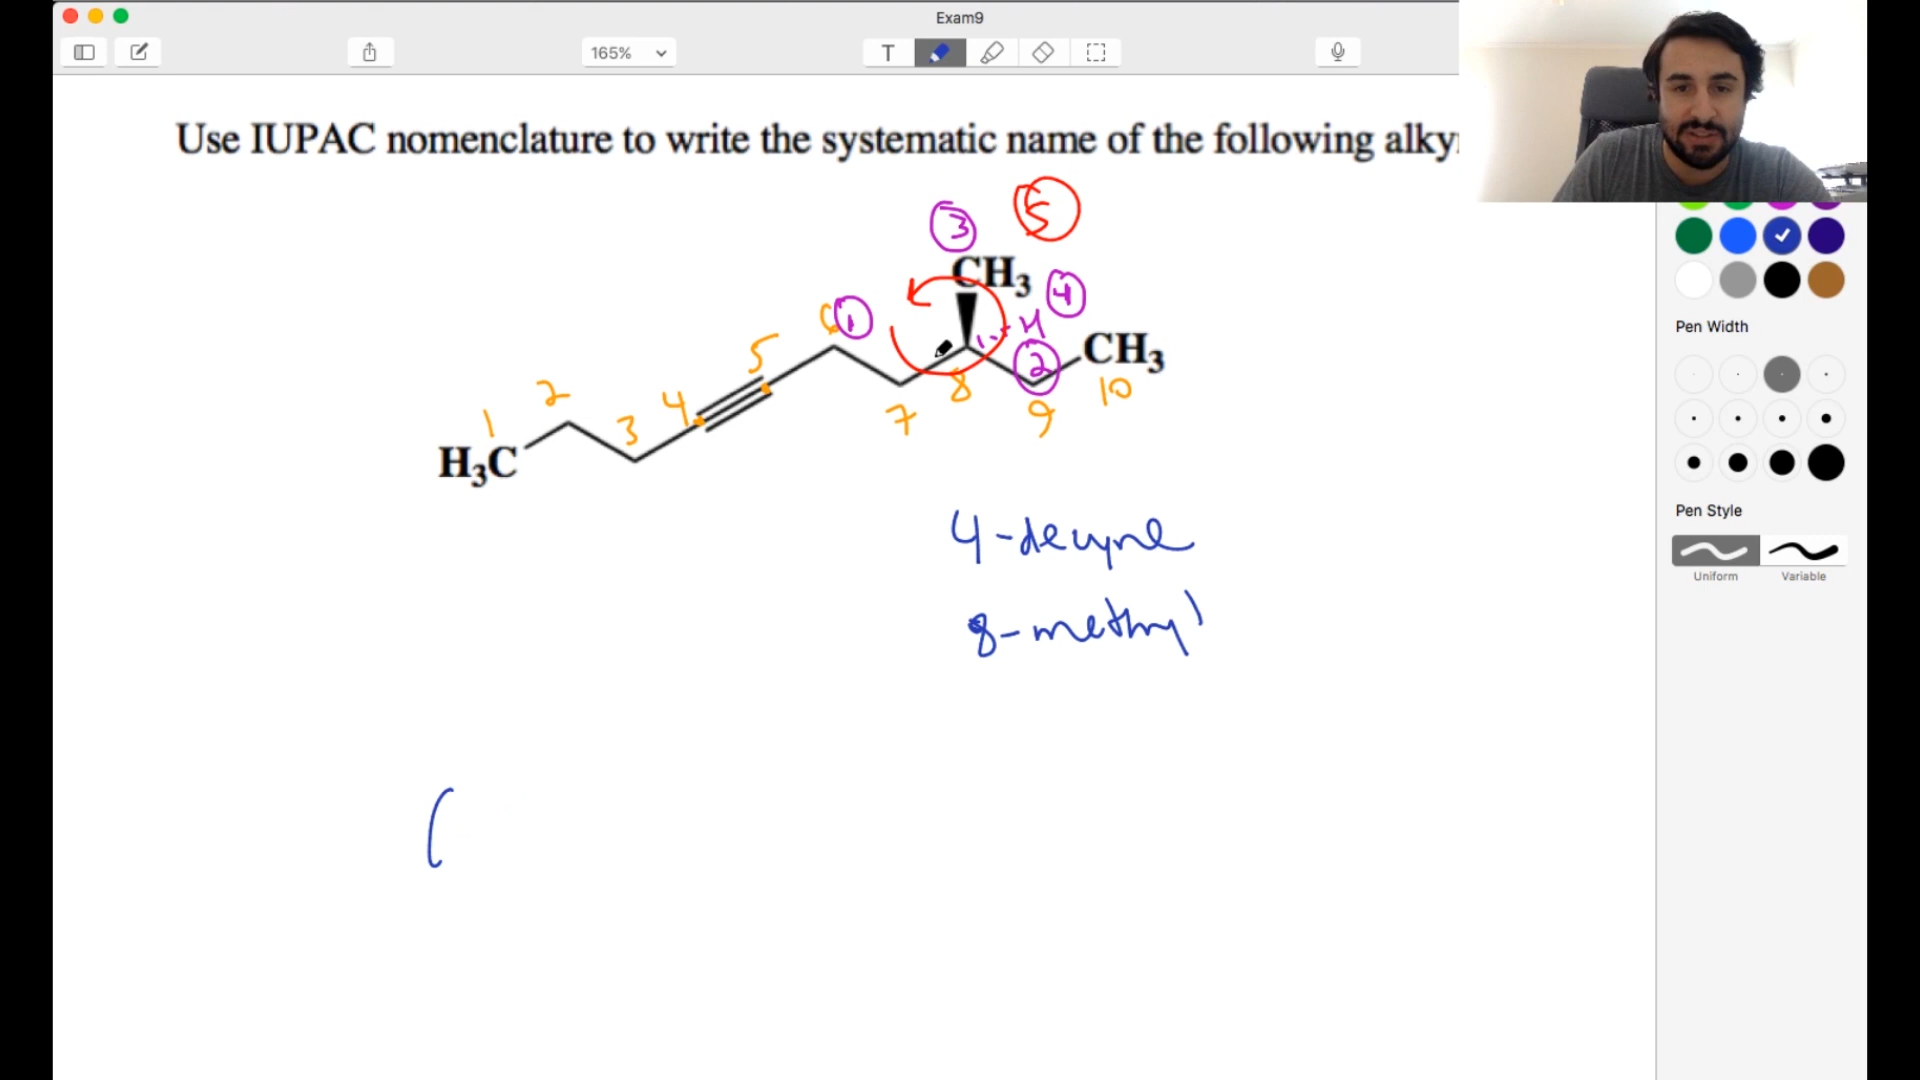 Exam9
165%
T
Use IUPAC nomenclature to write the systematic name of the following alky
3 5
CH3 4
6 1 H
5 2 CH3
4 8 10
2 7 9
1 3
H3C
4-decyne
8-methyl
(
Pen Width
Pen Style
Uniform Variable